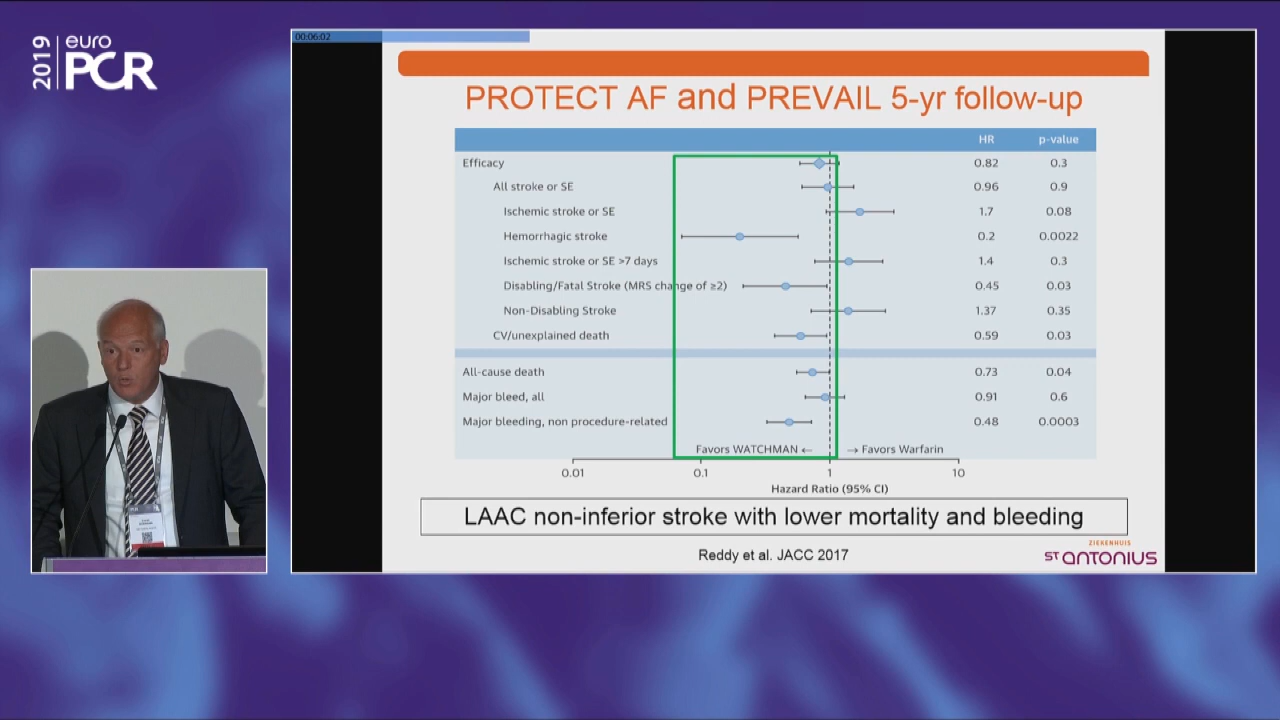 2019
euro
PCR
00:06:02
PROTECT AF and PREVAIL 5-yr follow-up
HR p-value
Efficacy 0.82 0.3
All stroke or SE 0.96 0.9
Ischemic stroke or SE 1.7 0.08
Hemorrhagic stroke 0.2 0.0022
Ischemic stroke or SE >7 days 1.4 0.3
Disabling/Fatal Stroke (MRS change of ≥2) 0.45 0.03
Non-Disabling Stroke 1.37 0.35
CV/unexplained death 0.59 0.03
All-cause death 0.73 0.04
Major bleed, all 0.91 0.6
Major bleeding, non procedure-related 0.48 0.0003
Favors WATCHMAN ← → Favors Warfarin
0.01 0.1 1 10
Hazard Ratio (95% CI)
LAAC non-inferior stroke with lower mortality and bleeding
Reddy et al. JACC 2017
ZIEKENHUIS
ST ANTONIUS